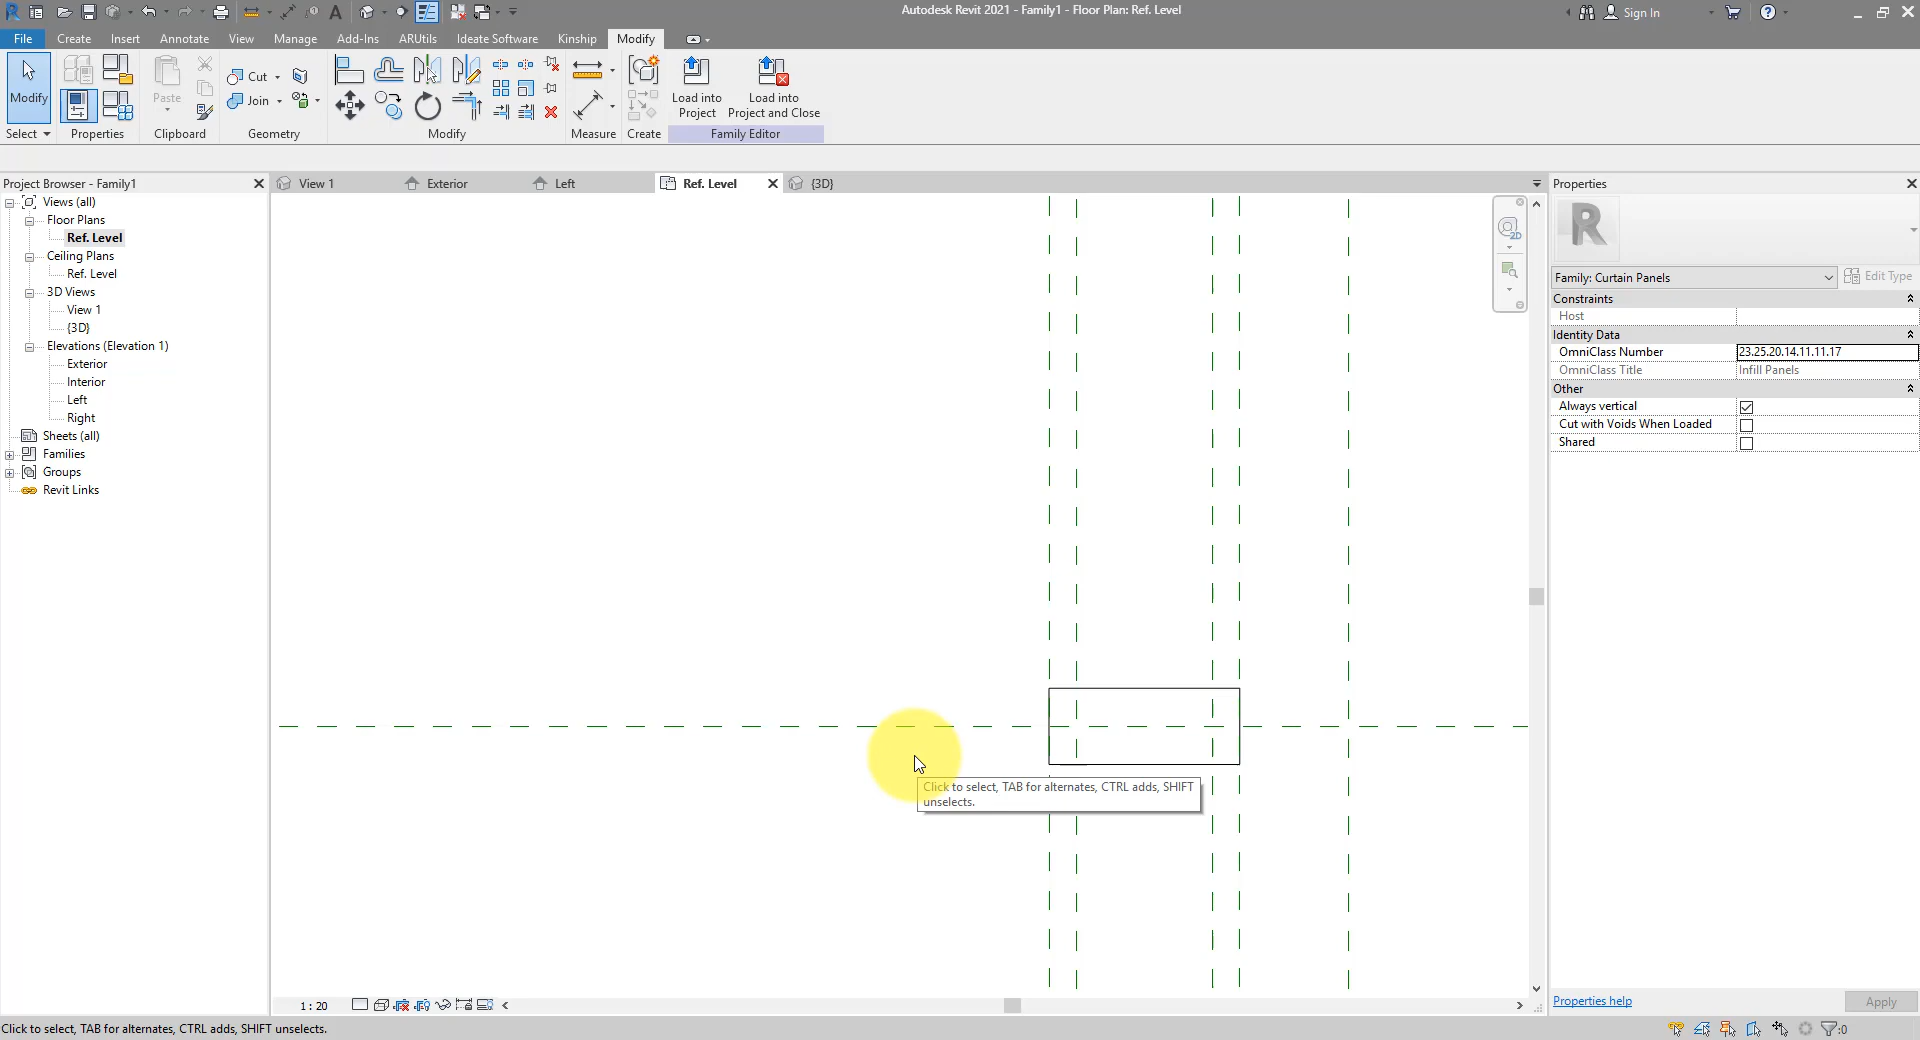 Autodesk Revit 2021 - Family1 - Floor Plan: Ref. Level
Sign In
File
Create
Insert
Annotate
View
Manage
Add-Ins
ARUtils
Ideate Software
Kinship
Modify
Modify
Paste
Cut
Join
Load into
Project
Load into
Project and Close
Select
Properties
Clipboard
Geometry
Modify
Measure
Create
Family Editor
Project Browser - Family1
View 1
Exterior
Left
Ref. Level
{3D}
Properties
Views (all)
Floor Plans
Ref. Level
Ceiling Plans
Ref. Level
3D Views
View 1
{3D}
Elevations (Elevation 1)
Exterior
Interior
Left
Right
Sheets (all)
Families
Groups
Revit Links
2D
Click to select, TAB for alternates, CTRL adds, SHIFT
unselects.
Family: Curtain Panels
Edit Type
Constraints
Host
Identity Data
OmniClass Number
23.25.20.14.11.11.17
OmniClass Title
Infill Panels
Other
Always vertical
Cut with Voids When Loaded
Shared
1 : 20
Properties help
Apply
Click to select, TAB for alternates, CTRL adds, SHIFT unselects.
:0